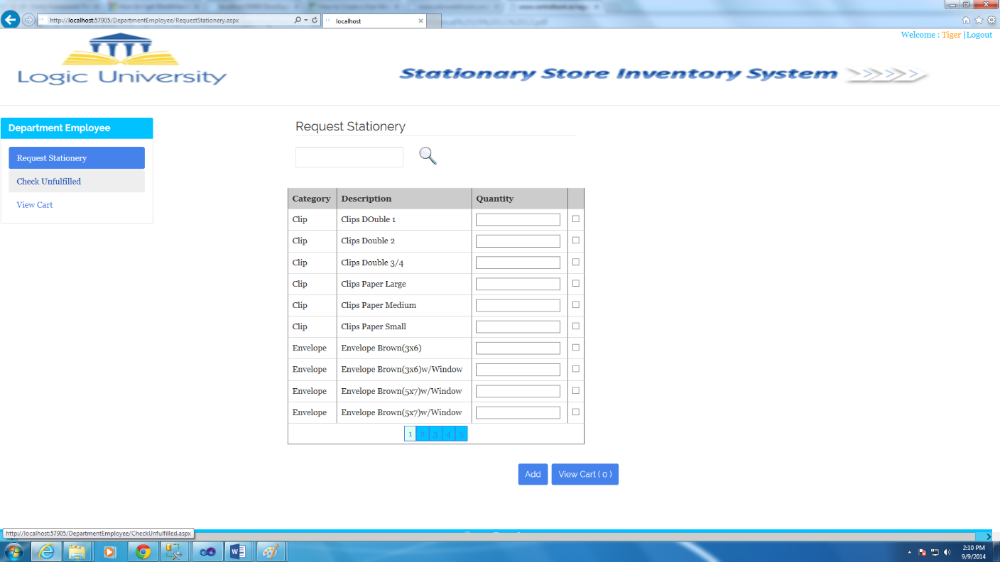 http://localhost:57905/DepartmentEmployee/RequestStationery.aspx
localhost
Welcome : Tiger |Logout
Logic University
Stationary Store Inventory System
Department Employee
Request Stationery
Check Unfulfilled
View Cart
Request Stationery
Category Description Quantity
Clip Clips DOuble 1
Clip Clips Double 2
Clip Clips Double 3/4
Clip Clips Paper Large
Clip Clips Paper Medium
Clip Clips Paper Small
Envelope Envelope Brown(3x6)
Envelope Envelope Brown(3x6)w/Window
Envelope Envelope Brown(5x7)w/Window
Envelope Envelope Brown(5x7)w/Window
1 2 3 4 5
Add View Cart ( 0 )
http://localhost:57905/DepartmentEmployee/CheckUnfulfilled.aspx
2:10 PM
9/9/2014